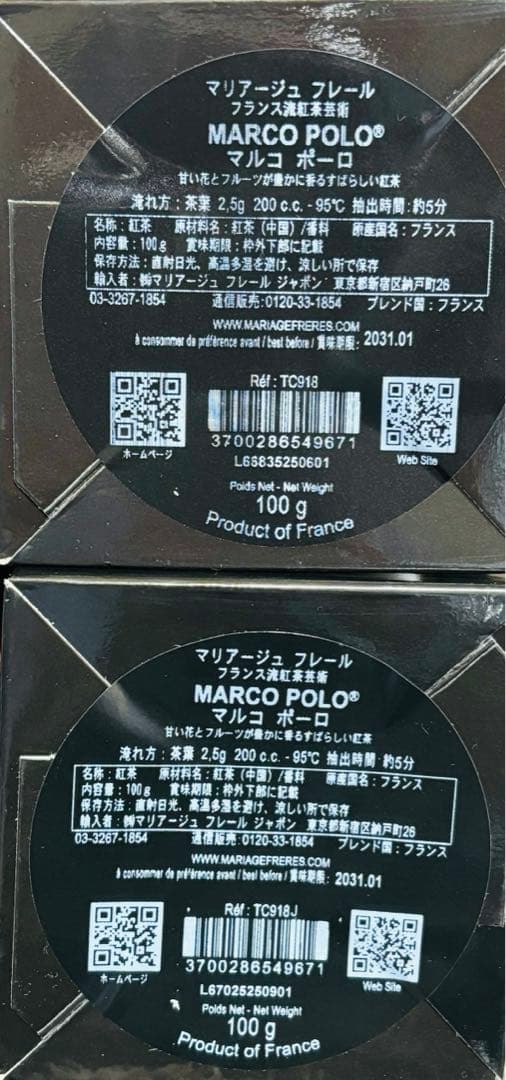 マリアージュ フレール
フランス流紅茶芸術
MARCO POLO®
マルコ ポーロ
甘い花とフルーツが豊かに香るすばらしい紅茶
淹れ方：茶葉 2,5g 200 c.c. - 95℃ 抽出時間：約5分
名称：紅茶 原材料名：紅茶（中国）/香料 原産国名：フランス
内容量：100g 賞味期限：枠外下部に記載
保存方法：直射日光、高温多湿を避け、涼しい所で保存
輸入者：㈱マリアージュ フレール ジャポン 東京都新宿区納戸町26
03-3267-1854 通信販売:0120-33-1854 ブレンド国：フランス
WWW.MARIAGEFRERES.COM
à consommer de préférence avant / best before / 賞味期限: 2031.01
Réf : TC918
3700286549671
ホームページ
L66835250601
Web Site
Poids Net - Net Weight
100 g
Product of France
マリアージュ フレール
フランス流紅茶芸術
MARCO POLO®
マルコ ポーロ
甘い花とフルーツが豊かに香るすばらしい紅茶
淹れ方：茶葉 2,5g 200 c.c. - 95℃ 抽出時間：約5分
名称：紅茶 原材料名：紅茶（中国）/香料 原産国名：フランス
内容量：100g 賞味期限：枠外下部に記載
保存方法：直射日光、高温多湿を避け、涼しい所で保存
輸入者：㈱マリアージュ フレール ジャポン 東京都新宿区納戸町26
03-3267-1854 通信販売:0120-33-1854 ブレンド国：フランス
WWW.MARIAGEFRERES.COM
à consommer de préférence avant / best before / 賞味期限: 2031.01
Réf : TC918J
3700286549671
ホームページ
L67025250901
Web Site
Poids Net - Net Weight
100 g
Product of France